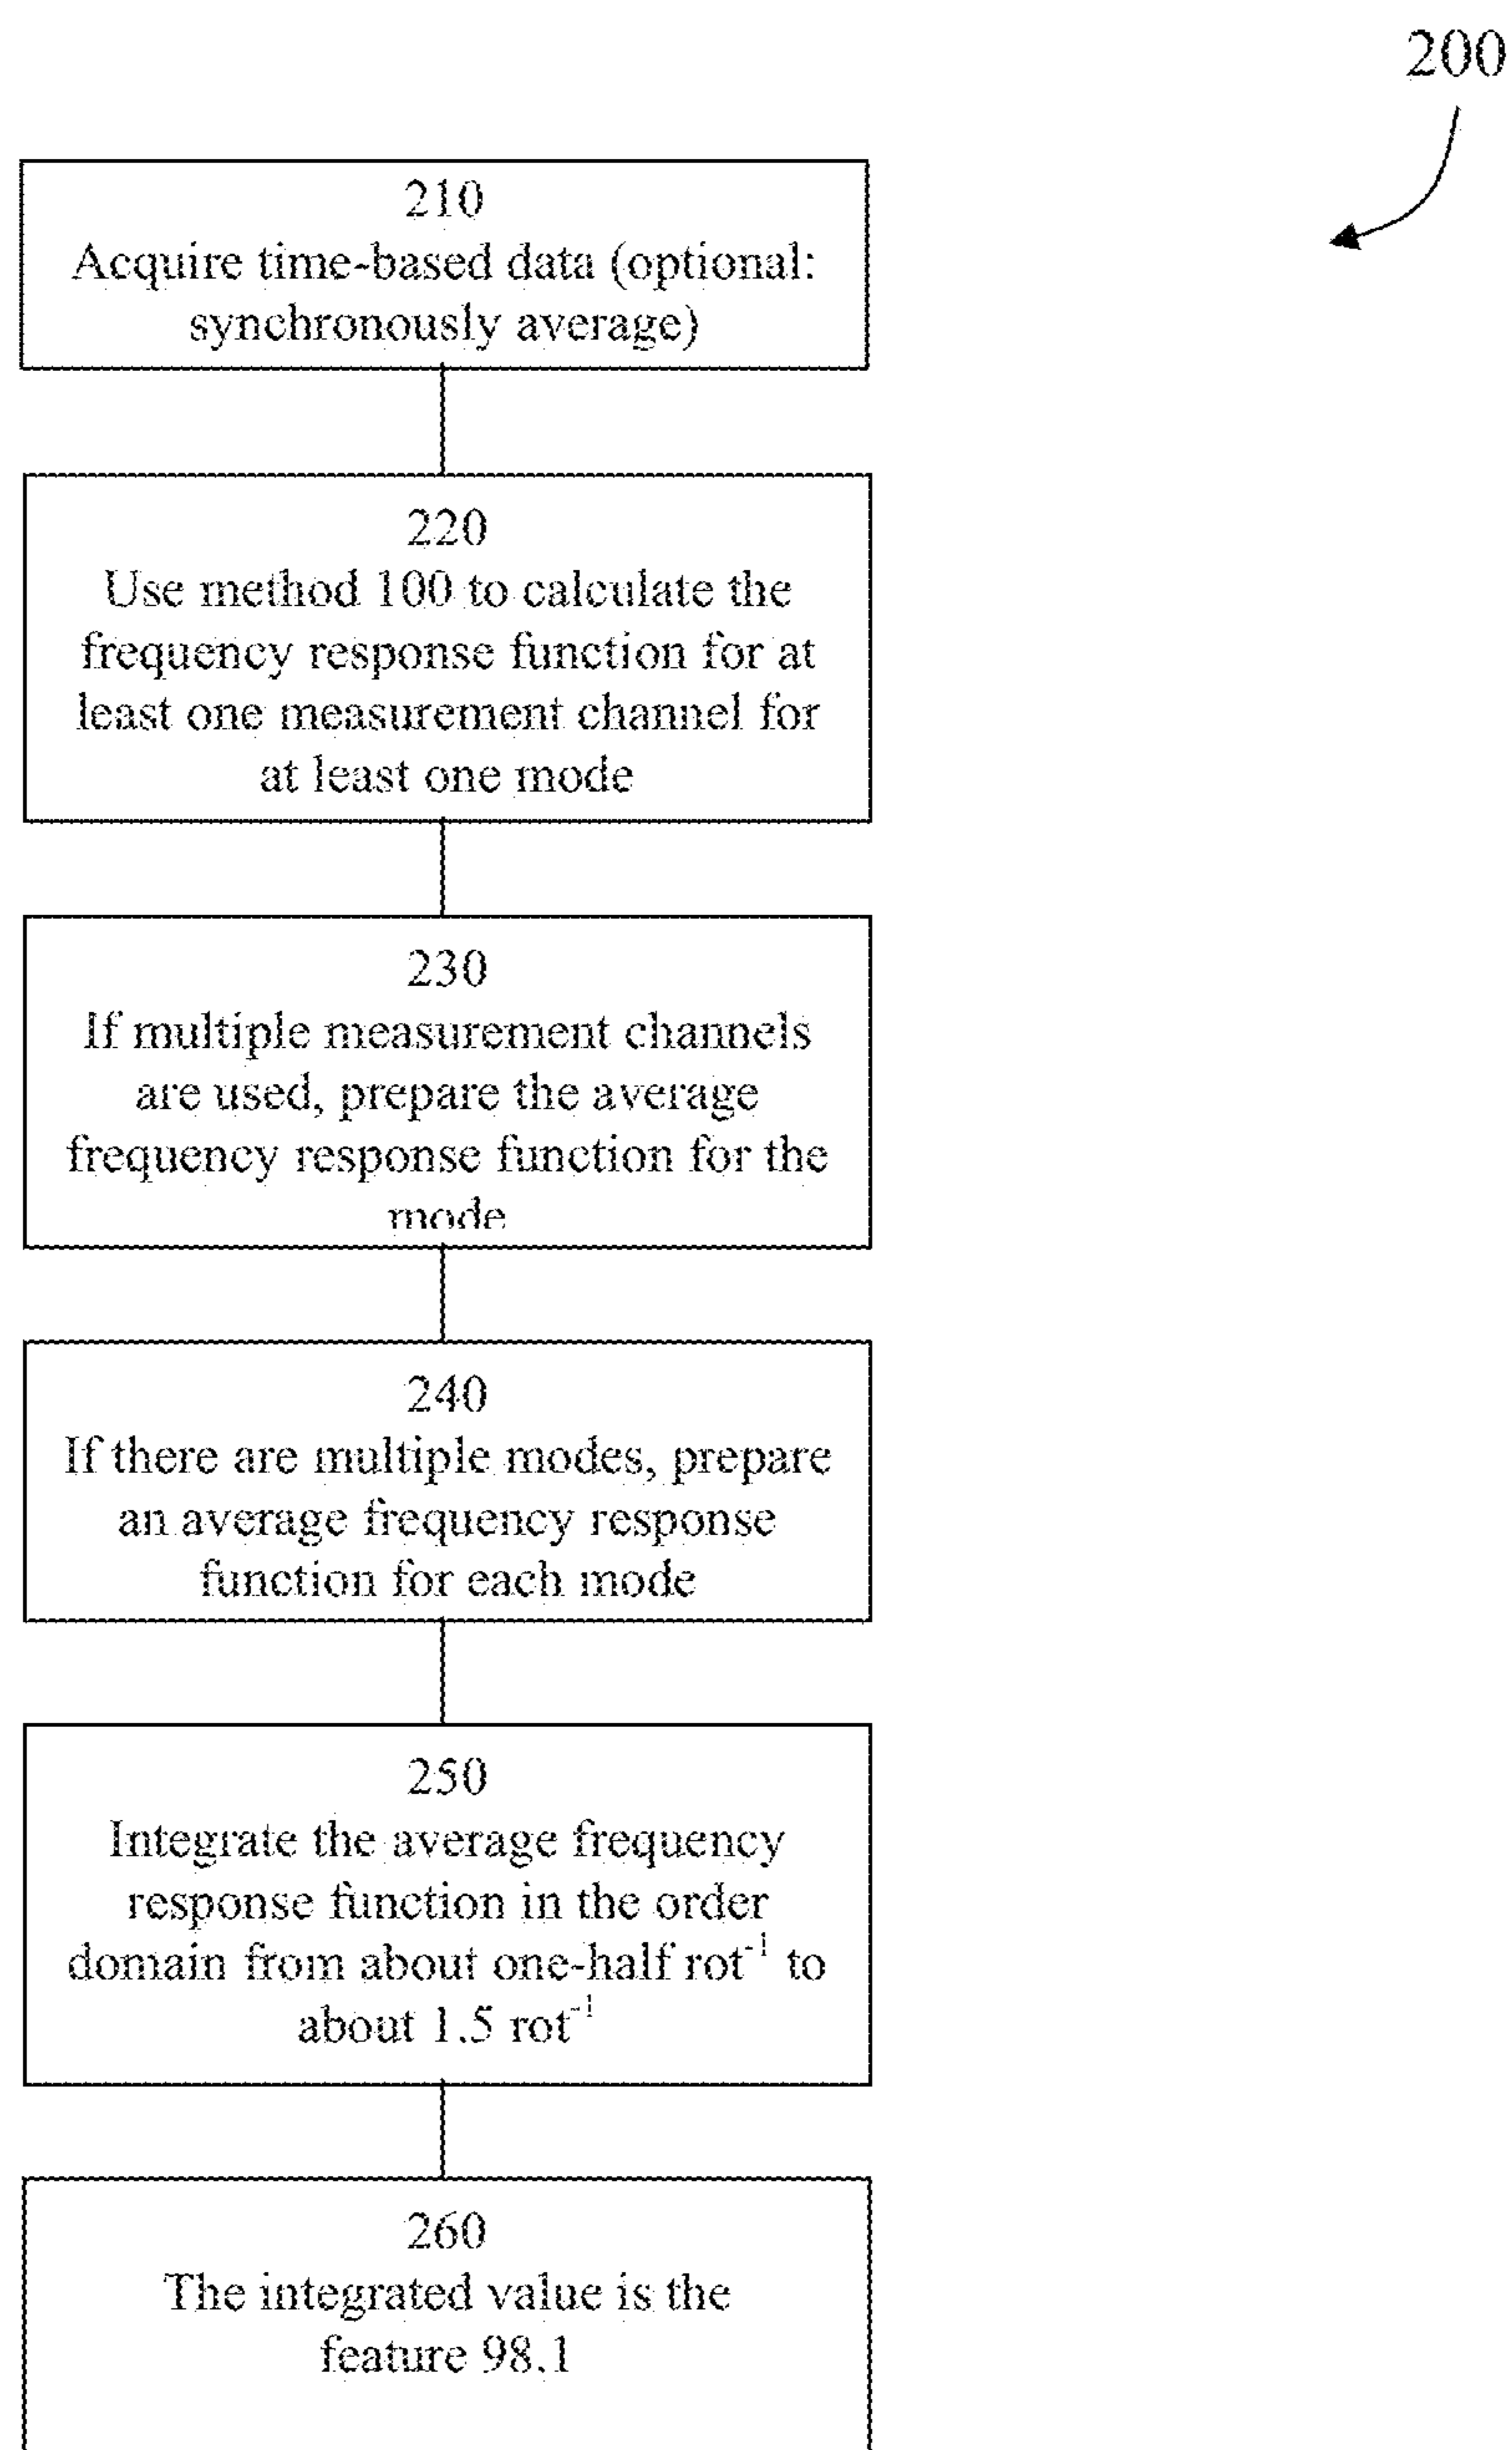 200
210
Acquire time-based data (optional:
synchronously average)
220
Use method 100 to calculate the
frequency response function for at
least one measurement channel for
at least one mode
230
If multiple measurement channels
are used, prepare the average
frequency response function for the
mode
240
If there are multiple modes, prepare
an average frequency response
function for each mode
250
Integrate the average frequency
response function in the order
domain from about one-half rot⁻¹ to
about 1.5 rot⁻¹
260
The integrated value is the
feature 98.1